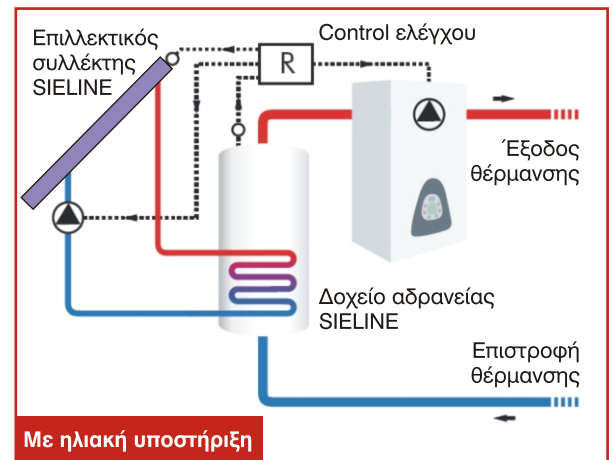 Επιλλεκτικός
συλλέκτης
SIELINE
Control ελέγχου
R
Έξοδος
θέρμανσης
Δοχείο αδρανείας
SIELINE
Επιστροφή
θέρμανσης
Με ηλιακή υποστήριξη